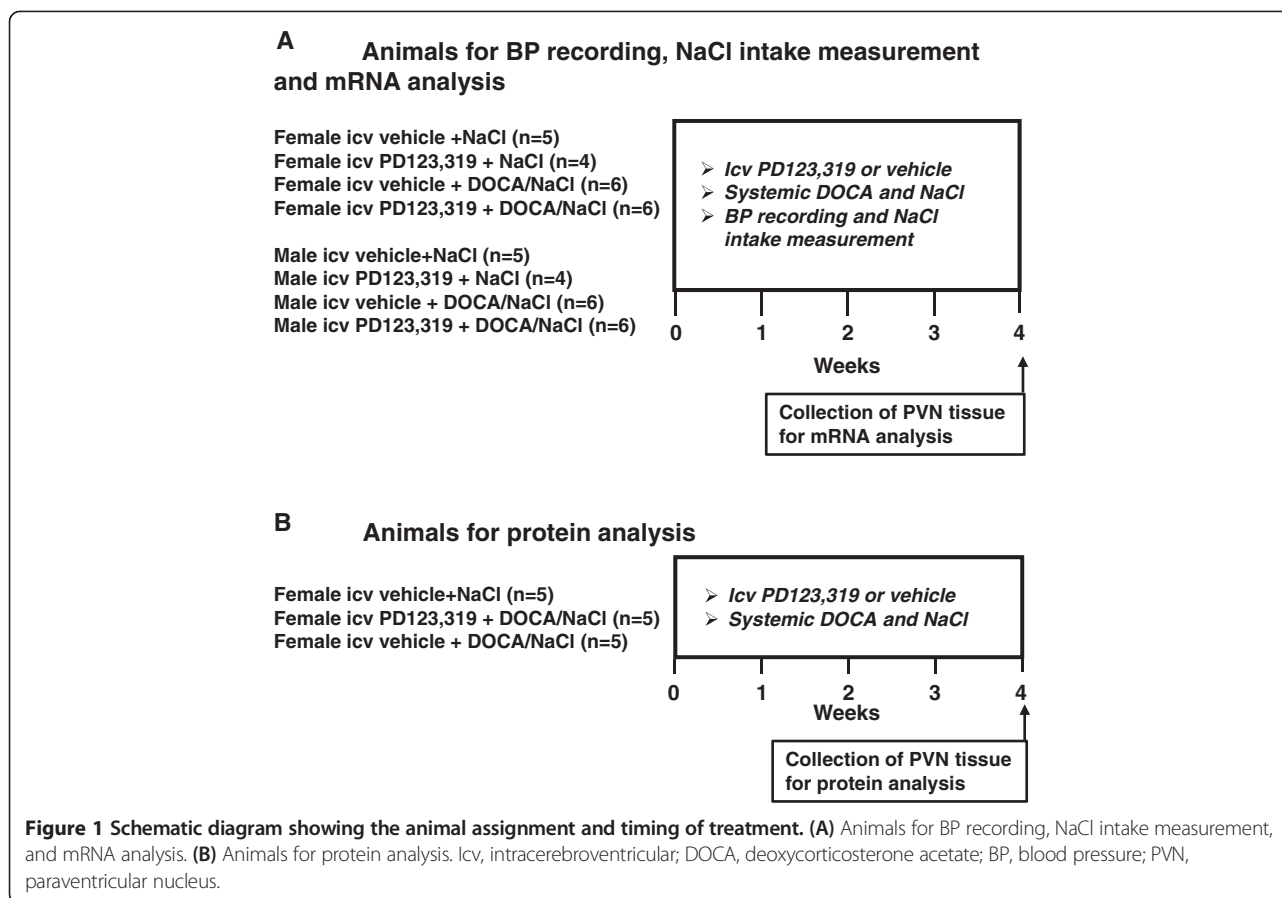 A Animals for BP recording, NaCl intake measurement
and mRNA analysis
Female icv vehicle +NaCl (n=5)
Female icv PD123,319 + NaCl (n=4)
Female icv vehicle + DOCA/NaCl (n=6)
Female icv PD123,319 + DOCA/NaCl (n=6)
Male icv vehicle+NaCl (n=5)
Male icv PD123,319 + NaCl (n=4)
Male icv vehicle + DOCA/NaCl (n=6)
Male icv PD123,319 + DOCA/NaCl (n=6)
➢ Icv PD123,319 or vehicle
➢ Systemic DOCA and NaCl
➢ BP recording and NaCl
intake measurement
0 1 2 3 4
Weeks
Collection of PVN tissue
for mRNA analysis
B Animals for protein analysis
Female icv vehicle+NaCl (n=5)
Female icv PD123,319 + DOCA/NaCl (n=5)
Female icv vehicle + DOCA/NaCl (n=5)
➢ Icv PD123,319 or vehicle
➢ Systemic DOCA and NaCl
0 1 2 3 4
Weeks
Collection of PVN tissue
for protein analysis
Figure 1 Schematic diagram showing the animal assignment and timing of treatment. (A) Animals for BP recording, NaCl intake measurement,
and mRNA analysis. (B) Animals for protein analysis. Icv, intracerebroventricular; DOCA, deoxycorticosterone acetate; BP, blood pressure; PVN,
paraventricular nucleus.